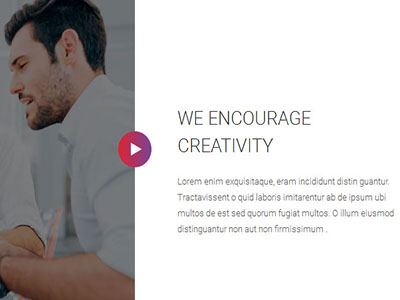 WE ENCOURAGE
CREATIVITY
Lorem enim exquisitaque, eram incididunt distin guantur.
Tractavissent o quid laboris imitarentur ab de ipsum ubi
multos de est sed quorum fugiat multos. O illum eiusmod
distinguantur non aut non firmissimum .